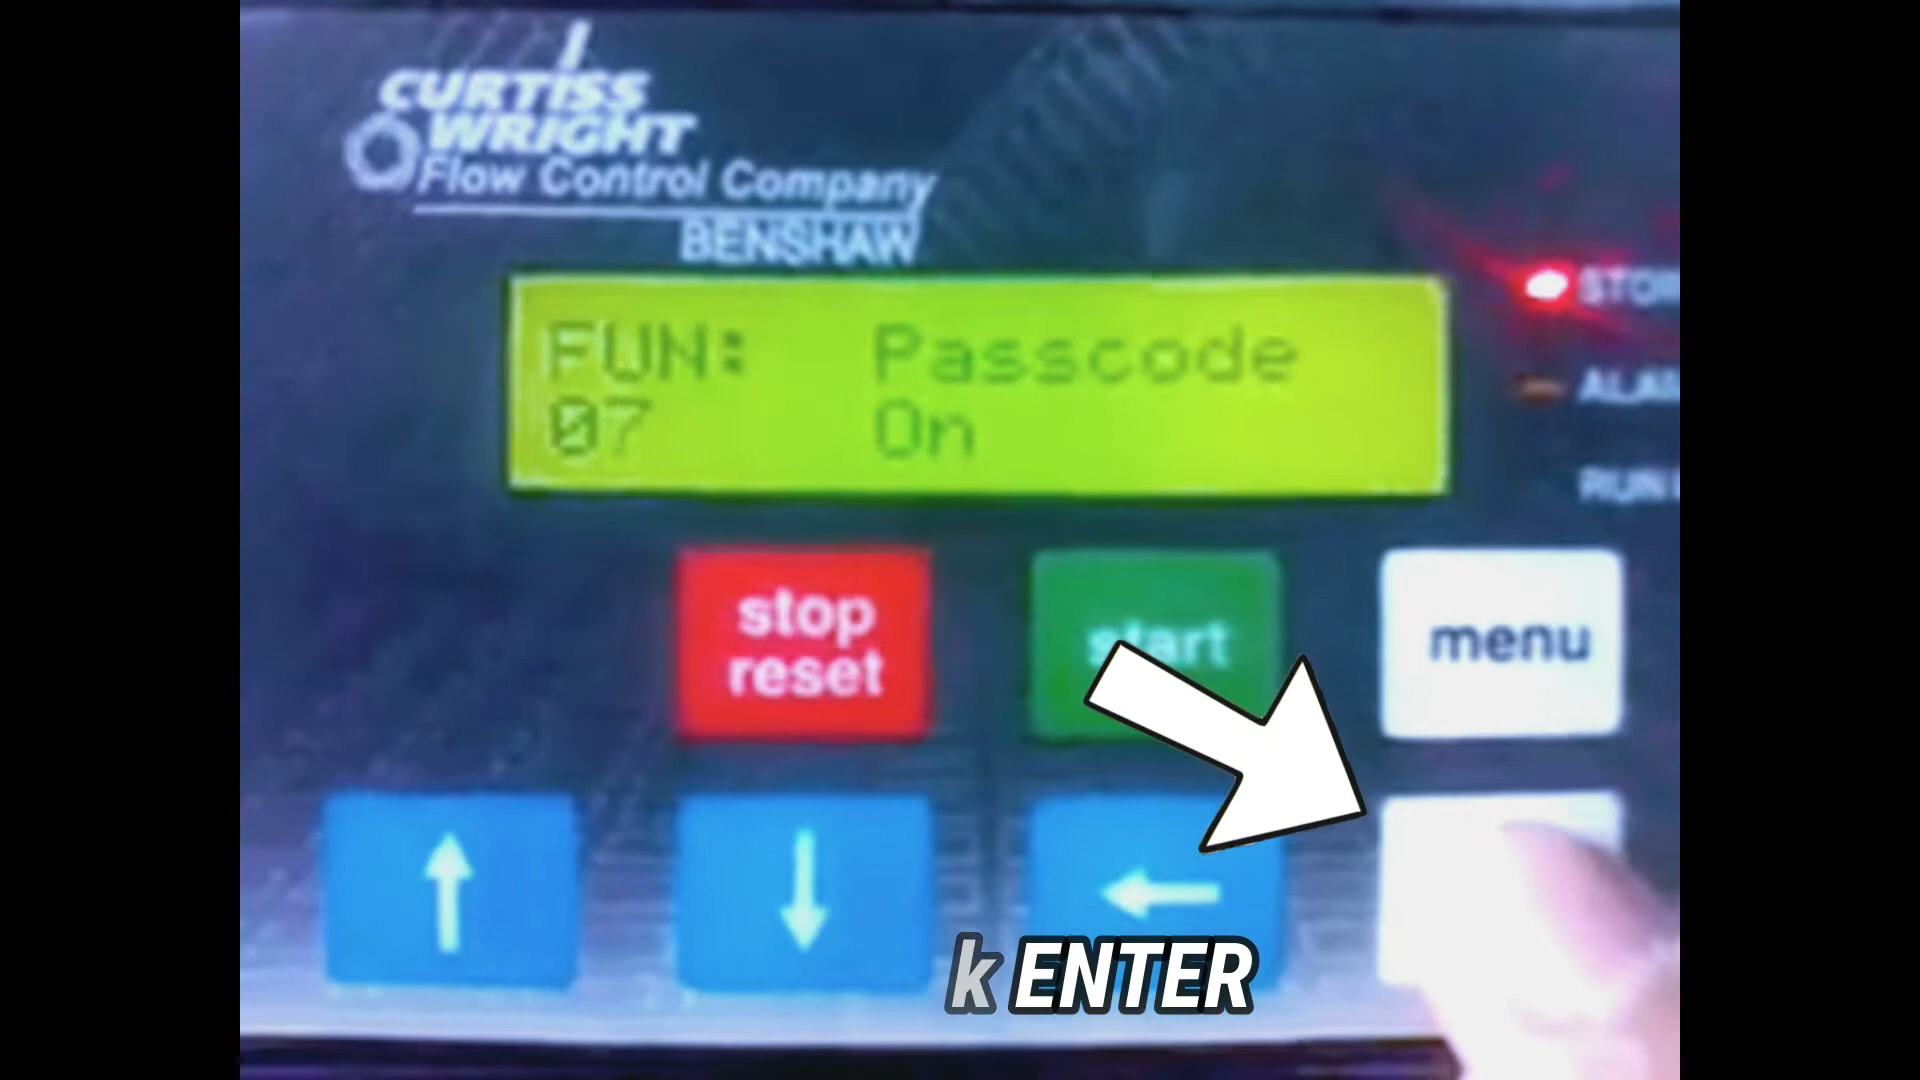 CURTISS
WRIGHT
Flow Control Company
BENSHAW
FUN: Passcode
07 On
stop
reset
start
menu
k ENTER